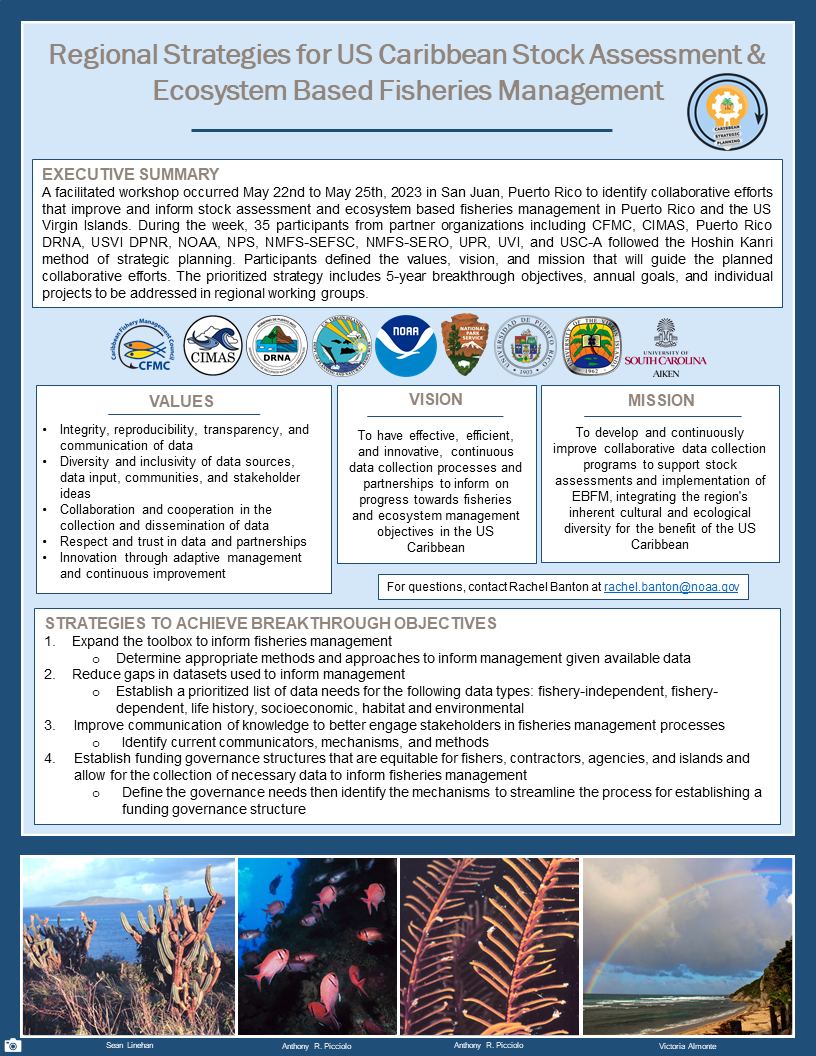 Regional Strategies for US Caribbean Stock Assessment &
Ecosystem Based Fisheries Management
CARIBBEAN
STRATEGIC
PLANNING
EXECUTIVE SUMMARY
A facilitated workshop occurred May 22nd to May 25th, 2023 in San Juan, Puerto Rico to identify collaborative efforts
that improve and inform stock assessment and ecosystem based fisheries management in Puerto Rico and the US
Virgin Islands. During the week, 35 participants from partner organizations including CFMC, CIMAS, Puerto Rico
DRNA, USVI DPNR, NOAA, NPS, NMFS-SEFSC, NMFS-SERO, UPR, UVI, and USC-A followed the Hoshin Kanri
method of strategic planning. Participants defined the values, vision, and mission that will guide the planned
collaborative efforts. The prioritized strategy includes 5-year breakthrough objectives, annual goals, and individual
projects to be addressed in regional working groups.
Caribbean Fishery Management Council
CFMC
CIMAS
DRNA
NOAA
NATIONAL
PARK
SERVICE
UNIVERSIDAD DE PUERTO RICO
1903
UNIVERSITY OF THE VIRGIN ISLANDS
1962
UNIVERSITY OF
SOUTH CAROLINA
AIKEN
VALUES
• Integrity, reproducibility, transparency, and
communication of data
• Diversity and inclusivity of data sources,
data input, communities, and stakeholder
ideas
• Collaboration and cooperation in the
collection and dissemination of data
• Respect and trust in data and partnerships
• Innovation through adaptive management
and continuous improvement
VISION
To have effective, efficient,
and innovative, continuous
data collection processes and
partnerships to inform on
progress towards fisheries
and ecosystem management
objectives in the US
Caribbean
MISSION
To develop and continuously
improve collaborative data collection
programs to support stock
assessments and implementation of
EBFM, integrating the region's
inherent cultural and ecological
diversity for the benefit of the US
Caribbean
For questions, contact Rachel Banton at rachel.banton@noaa.gov
STRATEGIES TO ACHIEVE BREAKTHROUGH OBJECTIVES
1. Expand the toolbox to inform fisheries management
o Determine appropriate methods and approaches to inform management given available data
2. Reduce gaps in datasets used to inform management
o Establish a prioritized list of data needs for the following data types: fishery-independent, fishery-
dependent, life history, socioeconomic, habitat and environmental
3. Improve communication of knowledge to better engage stakeholders in fisheries management processes
o Identify current communicators, mechanisms, and methods
4. Establish funding governance structures that are equitable for fishers, contractors, agencies, and islands and
allow for the collection of necessary data to inform fisheries management
o Define the governance needs then identify the mechanisms to streamline the process for establishing a
funding governance structure
Sean Linehan
Anthony R. Picciolo
Anthony R. Picciolo
Victoria Almonte